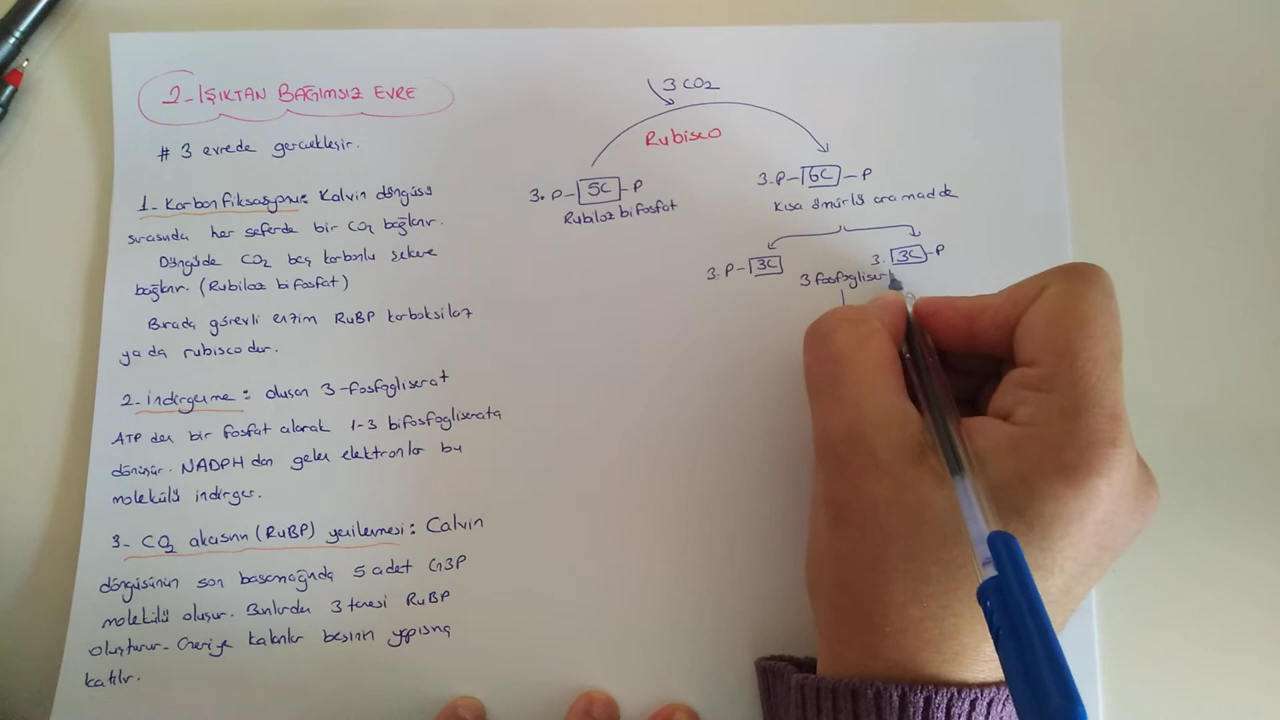 2- IŞIKTAN BAĞIMSIZ EVRE
# 3 evrede gerçekleşir.
1- Karbon fiksasyonu: Kalvin döngüsü
sırasında her seferde bir CO2 bağlanır.
Döngüde CO2 beş karbonlu şekere
bağlanır. (Rubiloz bifosfat)
Burada görevli enzim RuBP karboksilaz
ya da rubiscodur.
2- indirgeme: oluşan 3-fosfogliserat
ATP den bir fosfat alarak 1-3 bifosfogliserata
dönüşür. NADPH dan gelen elektronlar bu
molekülü indirger.
3- CO2 alıcısının (RuBP) yenilenmesi: Calvin
döngüsünün son basamağında 5 adet G3P
molekülü oluşur. Bunlardan 3 tanesi RuBP
oluşturur. Geriye kalanlar besinin yapısına
katılır.
3 CO2
Rubisco
3. P-5C-P
Rubiloz bifosfat
3. P-6C-P
Kısa ömürlü ara madde
3. P-3C
3. 3C-P
3 fosfogliser